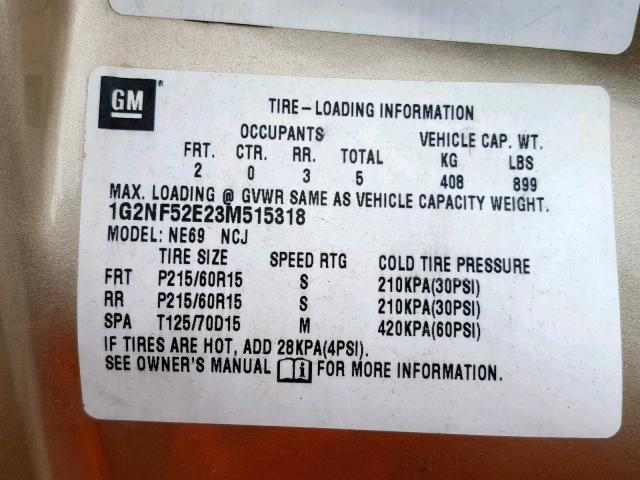 GM
TIRE-LOADING INFORMATION
OCCUPANTS VEHICLE CAP. WT.
FRT. CTR. RR. TOTAL KG LBS
2 0 3 5 408 899
MAX. LOADING @ GVWR SAME AS VEHICLE CAPACITY WEIGHT.
1G2NF52E23M515318
MODEL: NE69 NCJ
TIRE SIZE SPEED RTG COLD TIRE PRESSURE
FRT P215/60R15 S 210KPA(30PSI)
RR P215/60R15 S 210KPA(30PSI)
SPA T125/70D15 M 420KPA(60PSI)
IF TIRES ARE HOT, ADD 28KPA(4PSI).
SEE OWNER'S MANUAL i FOR MORE INFORMATION.